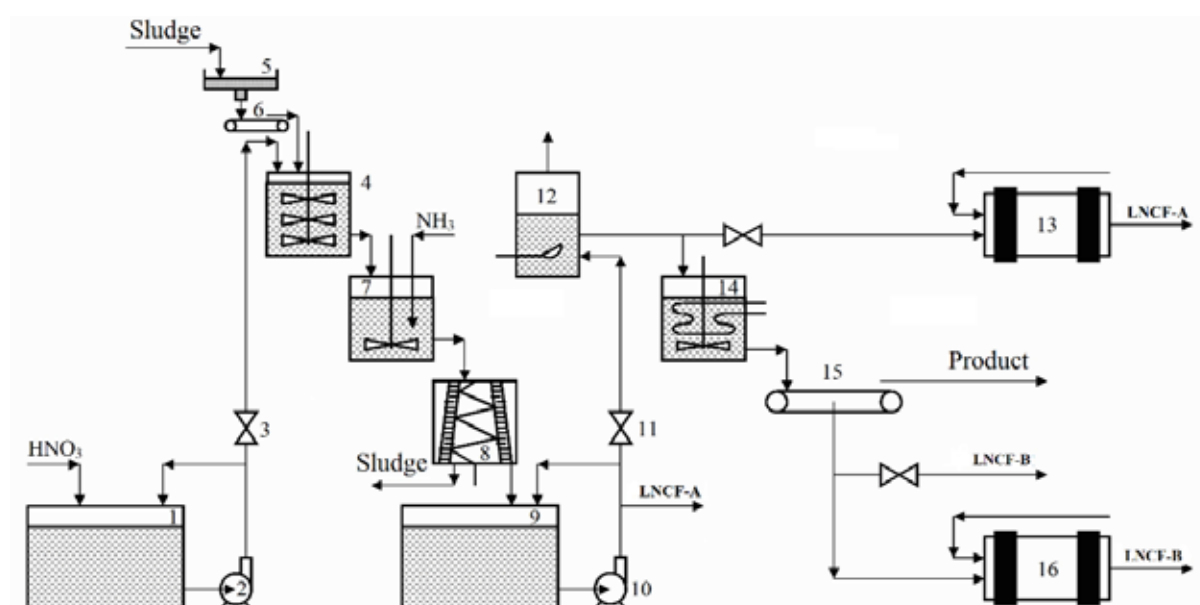 Sludge
5
6
4
12
13
LNCF-A
NH₃
7
14
15
Product
3
11
HNO₃
8
Sludge
LNCF-B
LNCF-A
1
9
2
10
16
LNCF-B